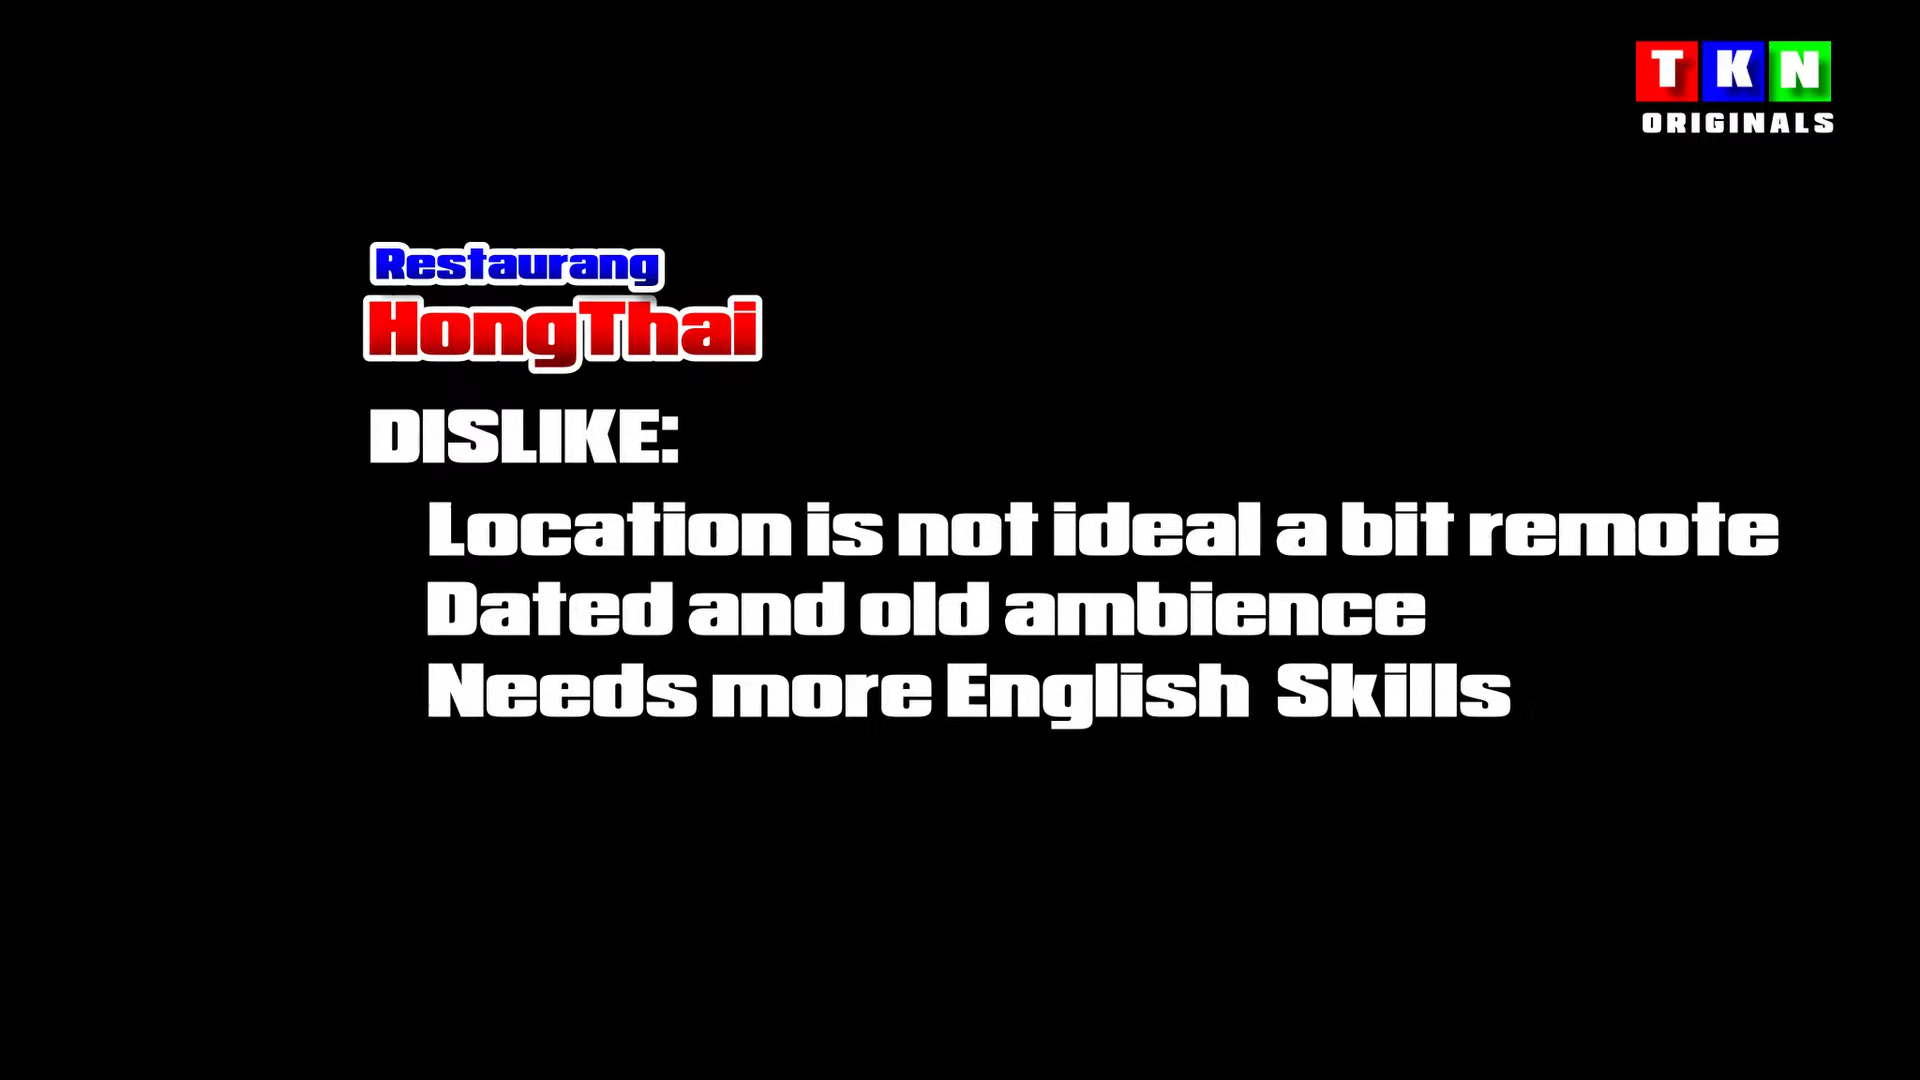 TKN
ORIGINALS
Restaurang
HongThai
DISLIKE:
Location is not ideal a bit remote
Dated and old ambience
Needs more English Skills